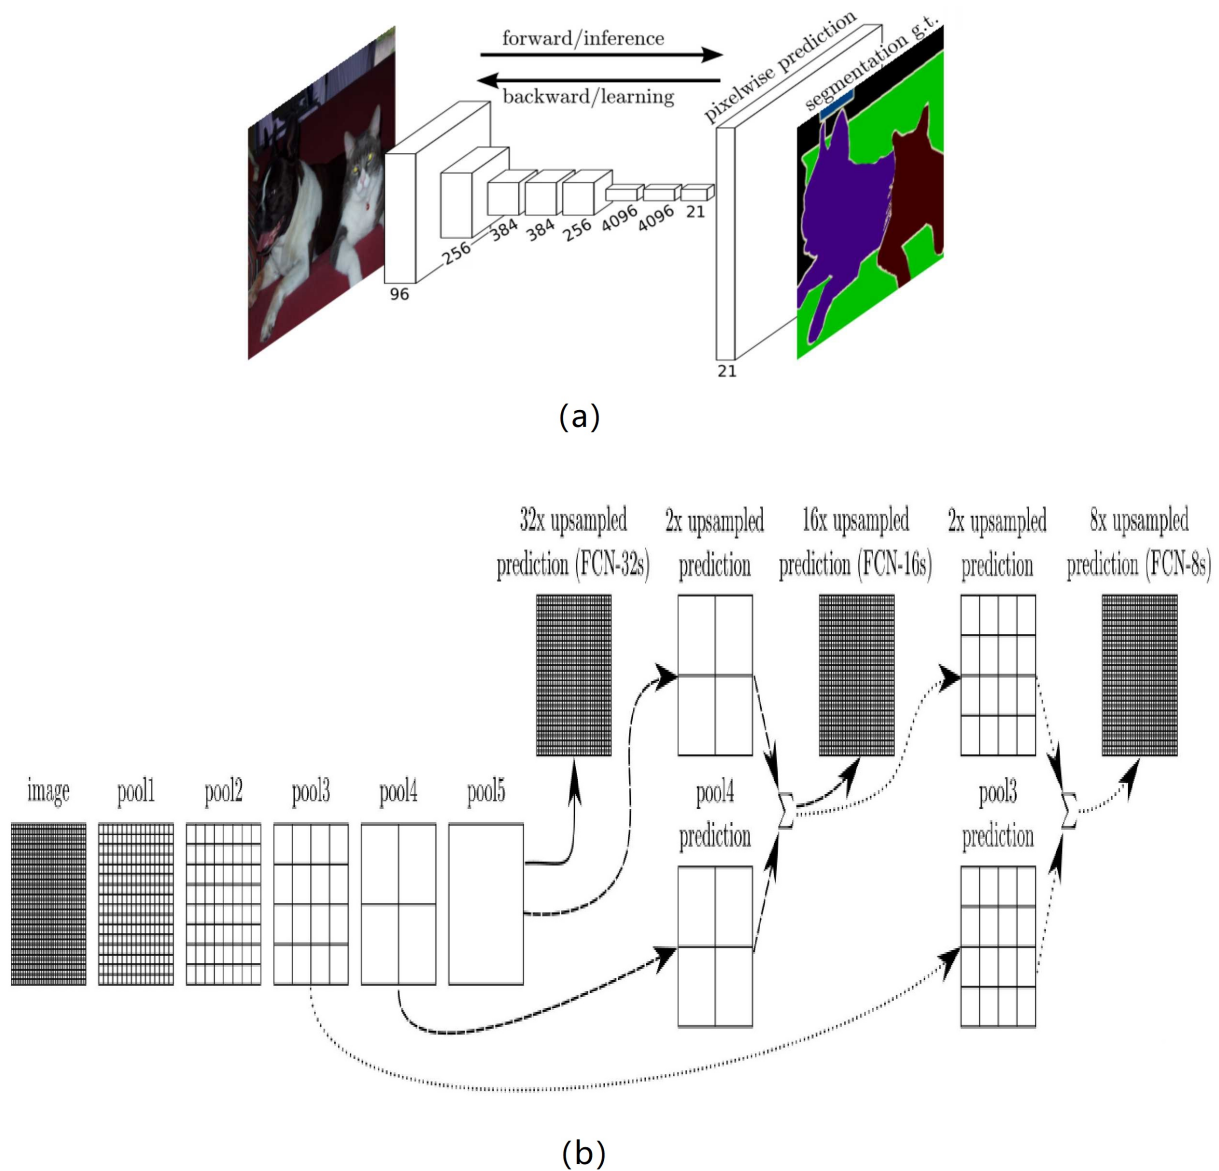 forward/inference
backward/learning
pixelwise prediction
segmentation g.t.
96
256
384
384
256
4096
4096
21
21
(a)
32x upsampled
prediction (FCN-32s)
2x upsampled
prediction
16x upsampled
prediction (FCN-16s)
2x upsampled
prediction
8x upsampled
prediction (FCN-8s)
image
pool1
pool2
pool3
pool4
pool5
pool4
prediction
∑
pool3
prediction
∑
(b)